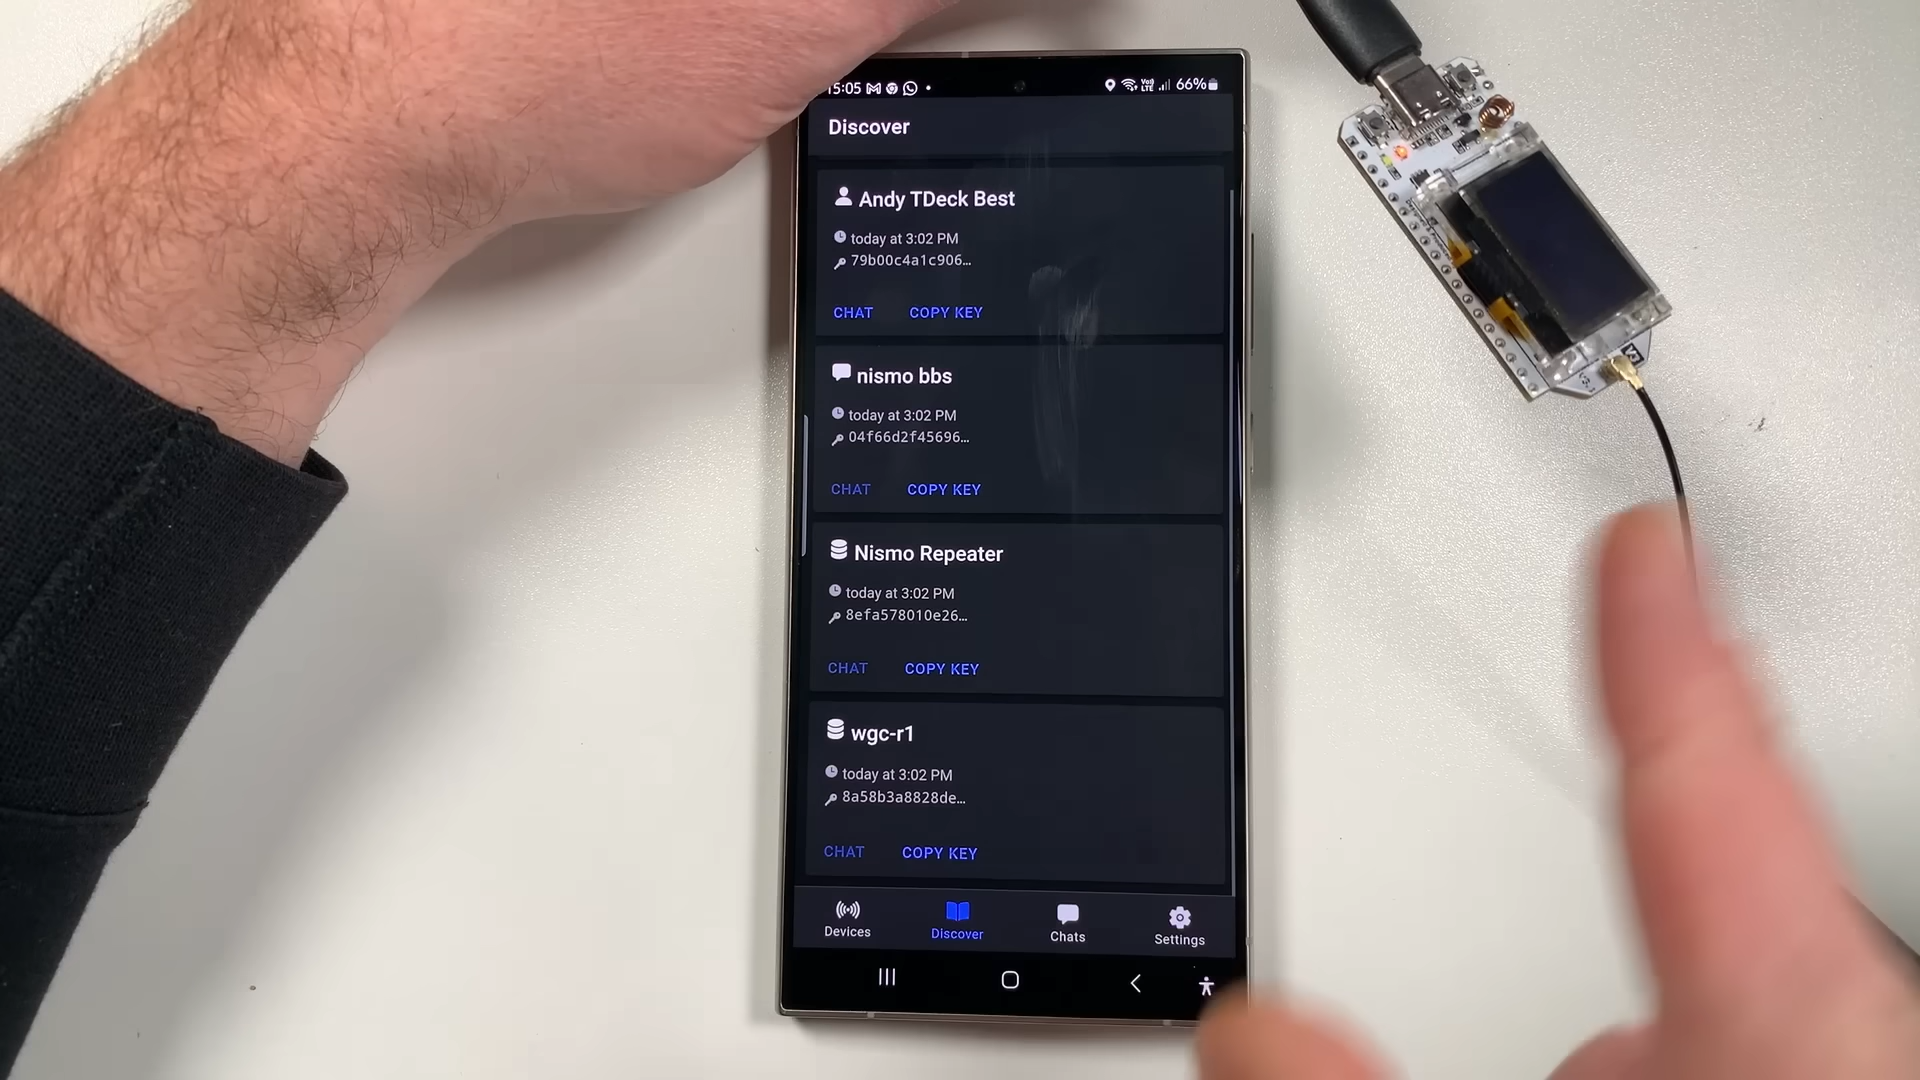 15:05 66%
Discover
Andy TDeck Best
today at 3:02 PM
79b00c4a1c906...
CHAT COPY KEY
nismo bbs
today at 3:02 PM
04f66d2f45696...
CHAT COPY KEY
Nismo Repeater
today at 3:02 PM
8efa578010e26...
CHAT COPY KEY
wgc-r1
today at 3:02 PM
8a58b3a8828de...
CHAT COPY KEY
Devices Discover Chats Settings
V3